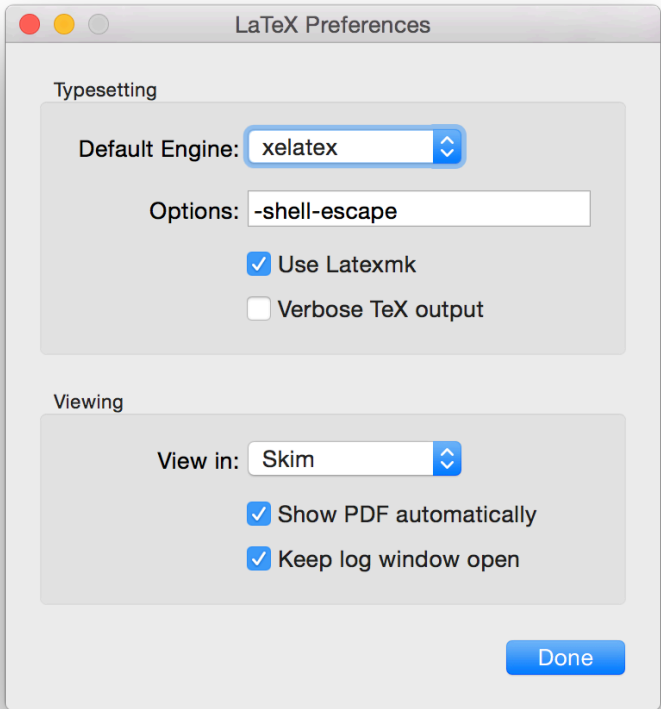 LaTeX Preferences
Typesetting
Default Engine: xelatex
Options: -shell-escape
Use Latexmk
Verbose TeX output
Viewing
View in: Skim
Show PDF automatically
Keep log window open
Done